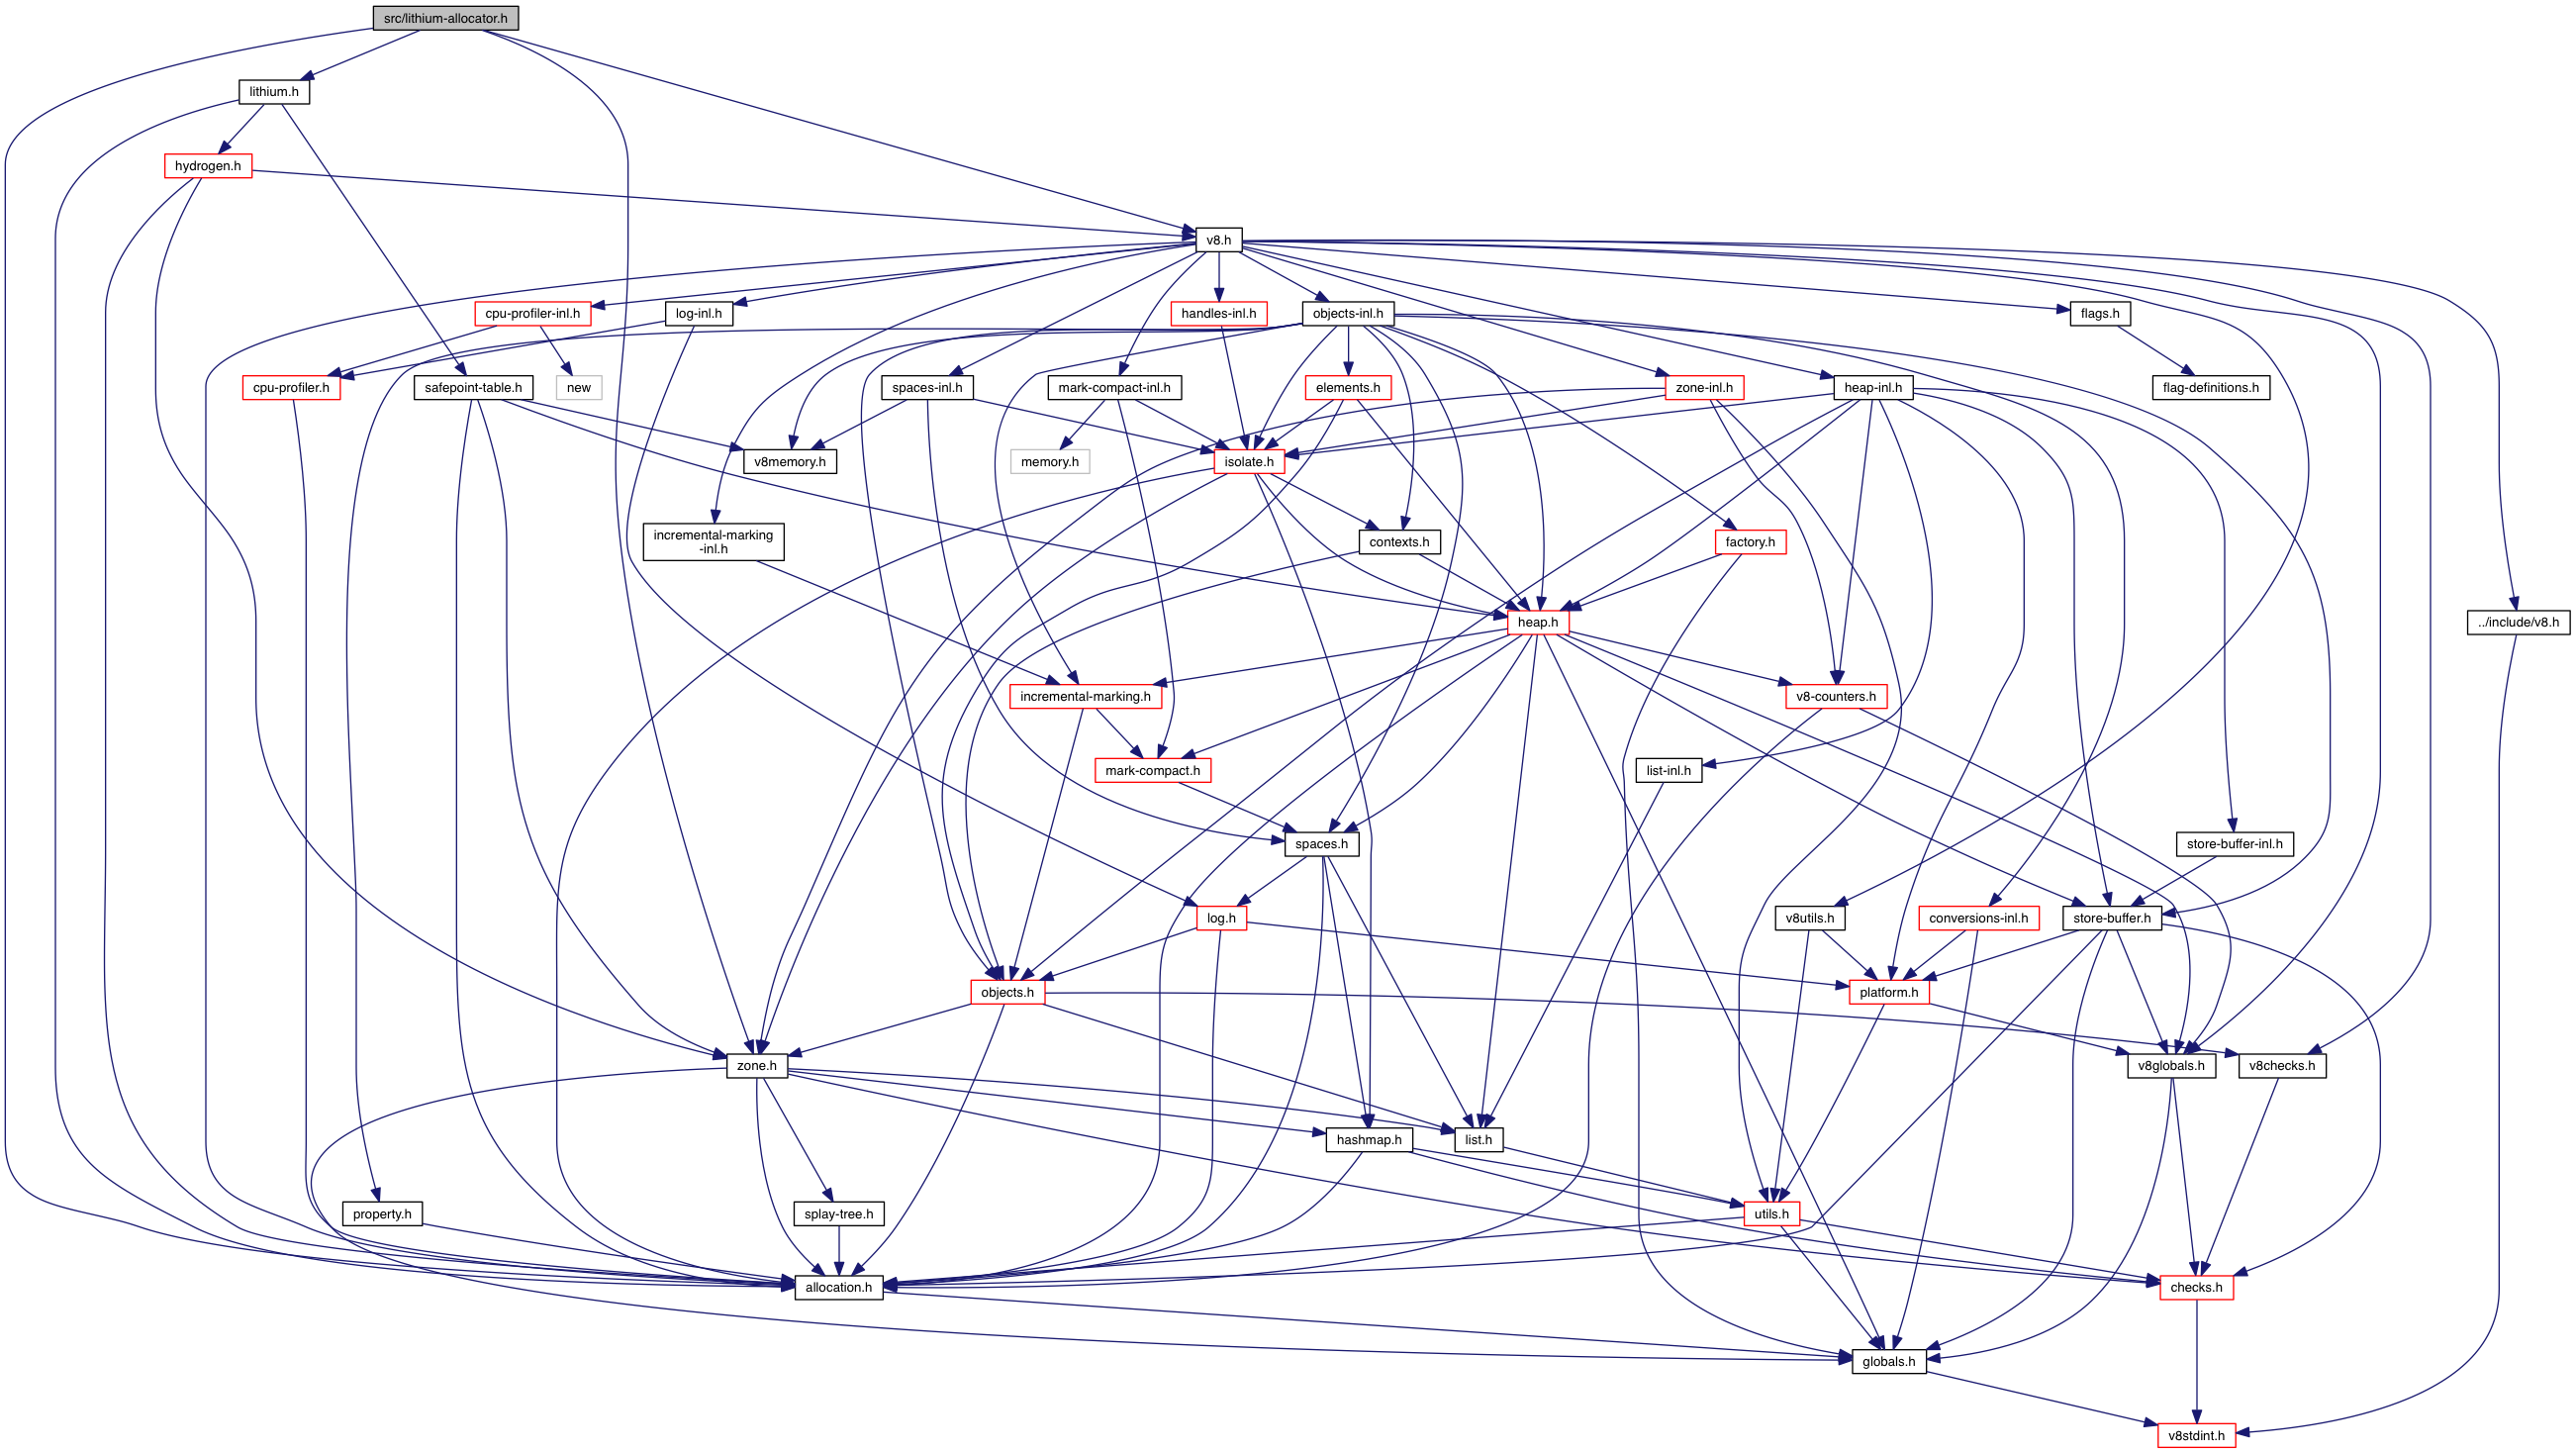 src/lithium-allocator.h
lithium.h
hydrogen.h
v8.h
cpu-profiler-inl.h
log-inl.h
handles-inl.h
objects-inl.h
flags.h
cpu-profiler.h
safepoint-table.h
new
spaces-inl.h
mark-compact-inl.h
elements.h
zone-inl.h
heap-inl.h
flag-definitions.h
v8memory.h
memory.h
isolate.h
incremental-marking
-inl.h
contexts.h
factory.h
heap.h
../include/v8.h
incremental-marking.h
v8-counters.h
mark-compact.h
list-inl.h
spaces.h
store-buffer-inl.h
log.h
v8utils.h
conversions-inl.h
store-buffer.h
objects.h
platform.h
zone.h
v8globals.h
v8checks.h
hashmap.h
list.h
property.h
splay-tree.h
utils.h
allocation.h
checks.h
globals.h
v8stdint.h